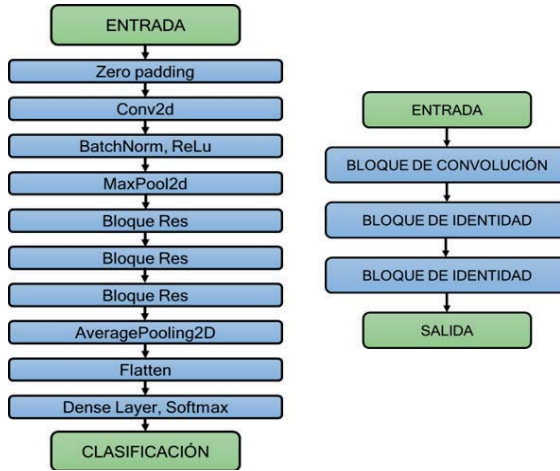 ENTRADA
Zero padding
Conv2d
BatchNorm, ReLu
MaxPool2d
Bloque Res
Bloque Res
Bloque Res
AveragePooling2D
Flatten
Dense Layer, Softmax
CLASIFICACIÓN
ENTRADA
BLOQUE DE CONVOLUCIÓN
BLOQUE DE IDENTIDAD
BLOQUE DE IDENTIDAD
SALIDA